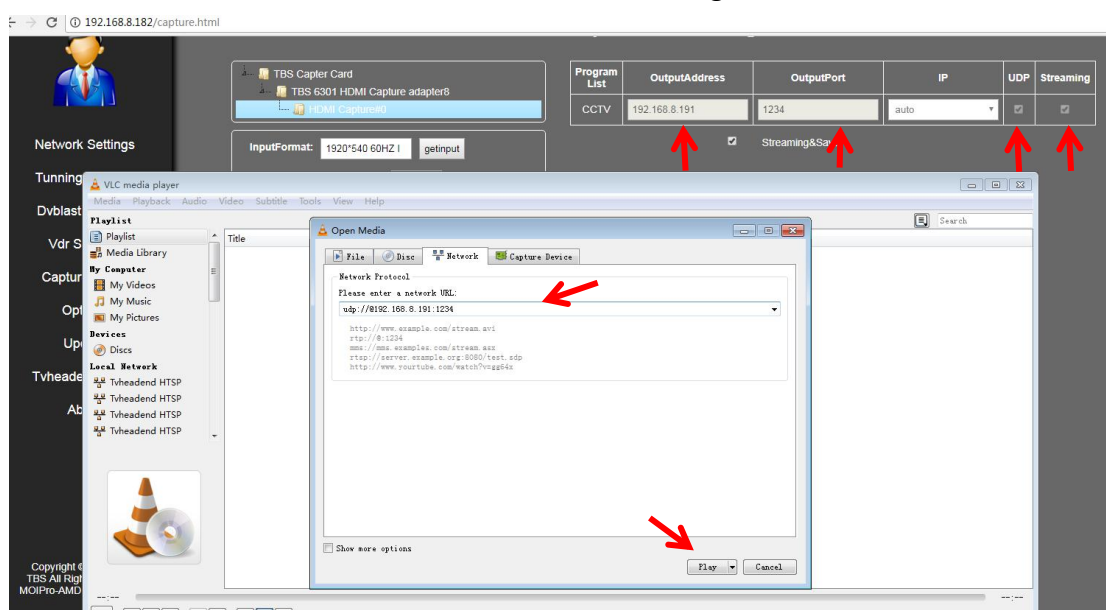 192.168.8.182/capture.html
TBS Capter Card
TBS 6301 HDMI Capture adapter8
HDMI Capture#0
Program List OutputAddress OutputPort IP UDP Streaming
CCTV 192.168.8.191 1234 auto
Streaming&Sa
Network Settings
InputFormat: 1920*540 60HZ I getinput
Tunning
Dvblast
Vdr S
Captur
Opt
Up
Tvheade
Ab
VLC media player
Media Playback Audio Video Subtitle Tools View Help
Playlist
Search
Playlist
Title
Media Library
My Computer
My Videos
My Music
My Pictures
Devices
Discs
Local Network
Tvheadend HTSP
Tvheadend HTSP
Tvheadend HTSP
Tvheadend HTSP
Open Media
File Disc Network Capture Device
Network Protocol
Please enter a network URL:
udp://@192.168.8.191:1234
http://www.example.com/stream.avi
rtp://@:1234
mms://mms.examples.com/stream.asx
rtsp://server.example.org:8080/test.sdp
http://www.yourtube.com/watch?v=gg64x
Show more options
Play Cancel
Copyright
TBS All Righ
MOIPro-AMD
--:-- --:--